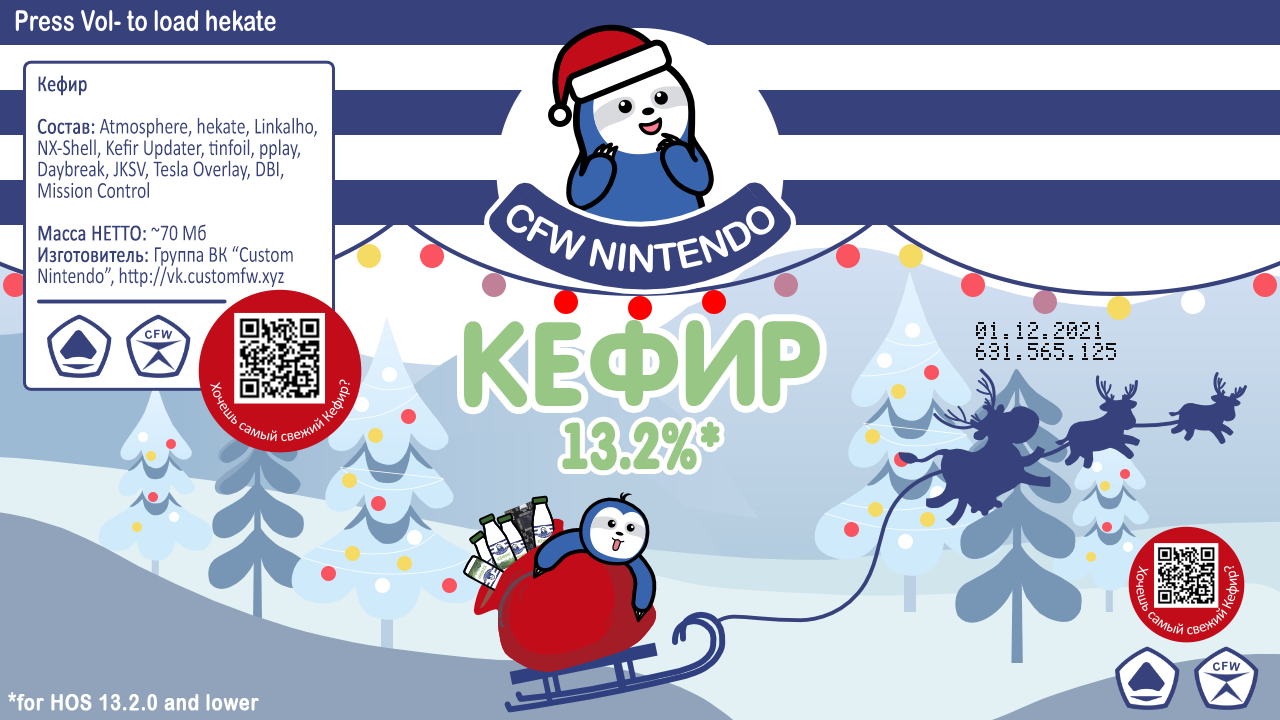 Press Vol- to load hekate
Кефир
Состав: Atmosphere, hekate, Linkalho,
NX-Shell, Kefir Updater, tinfoil, pplay,
Daybreak, JKSV, Tesla Overlay, DBI,
Mission Control
Масса НЕТТО: ~70 Мб
Изготовитель: Группа ВК “Custom
Nintendo”, http://vk.customfw.xyz
CFW
Хочешь самый свежий Кефир?
CFW NINTENDO
КЕФИР
13.2%*
01.12.2021
631.565.125
Хочешь самый свежий Кефир?
CFW
*for HOS 13.2.0 and lower